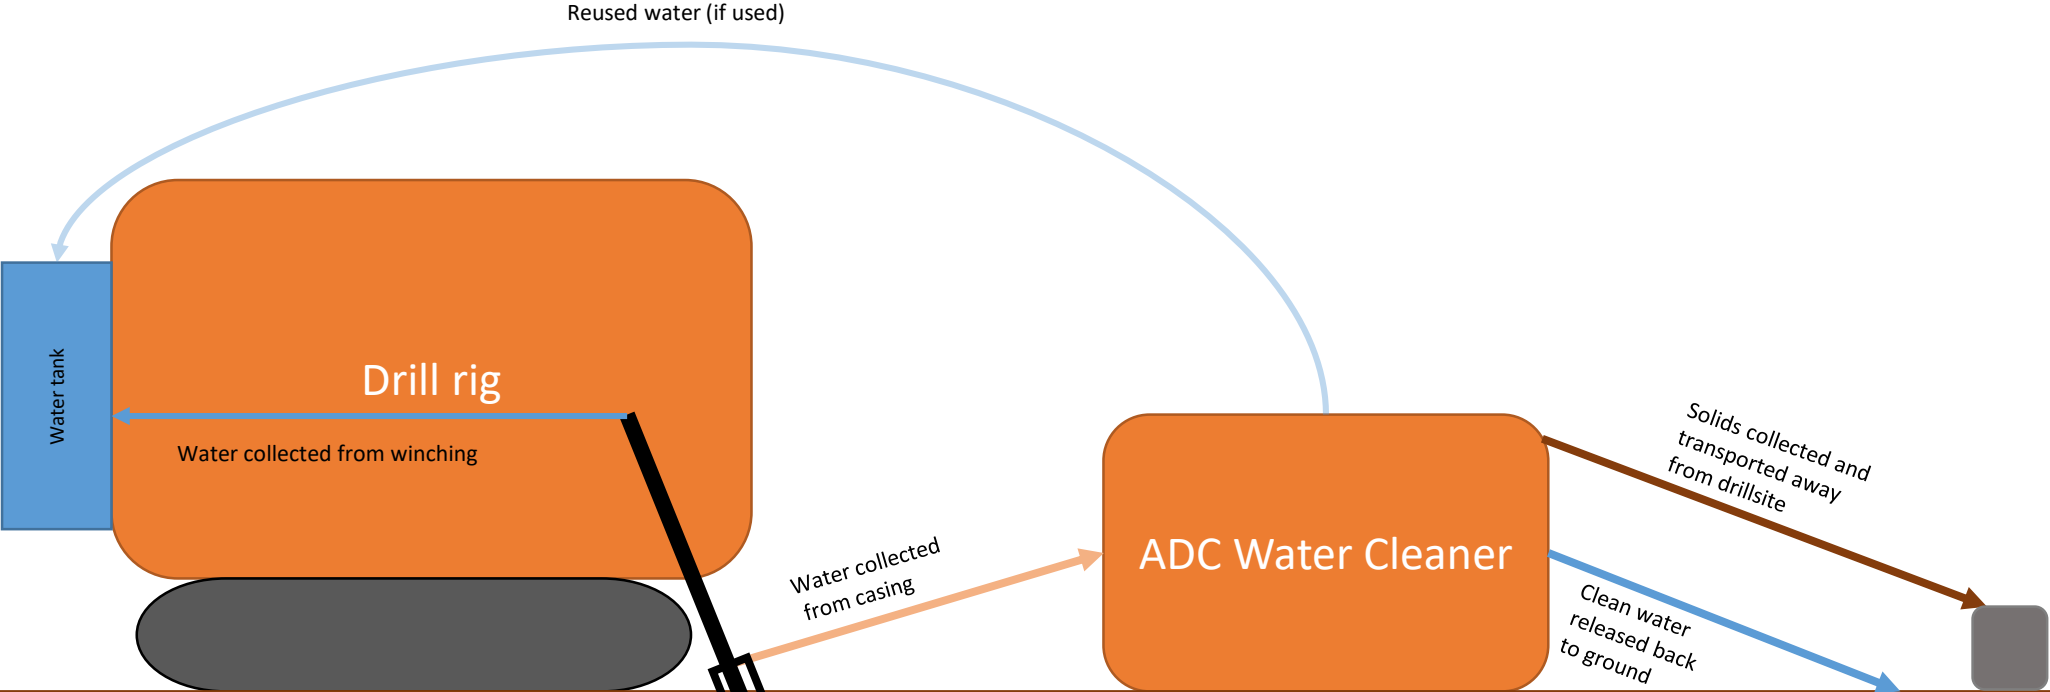 Reused water (if used)
Drill rig
Water tank
Water collected from winching
Water collected
from casing
ADC Water Cleaner
Solids collected and
transported away
from drillsite
Clean water
released back
to ground